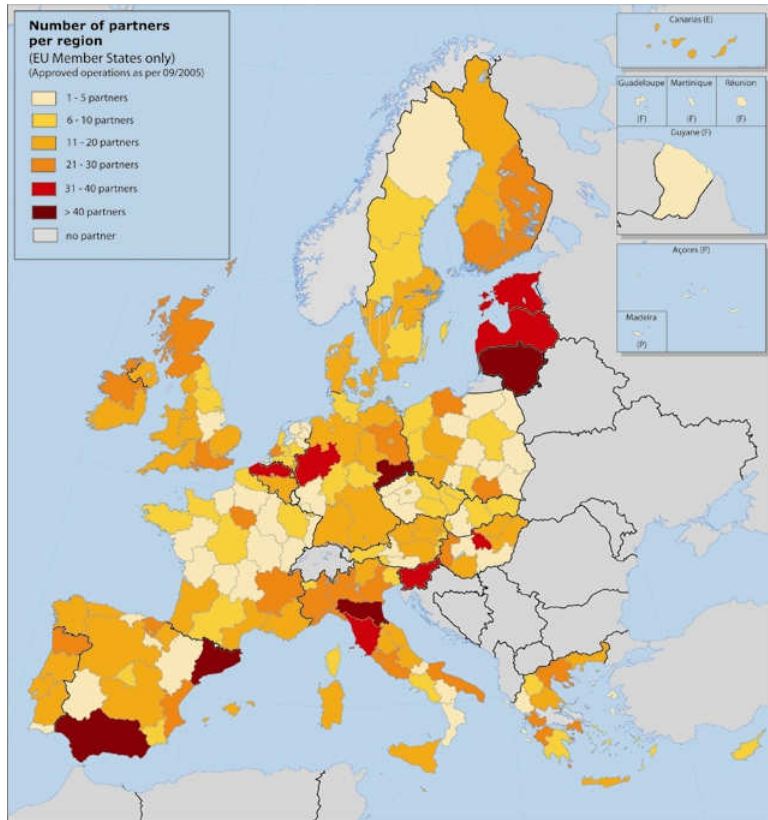 Number of partners
per region
(EU Member States only)
(Approved operations as per 09/2005)
1 - 5 partners
6 - 10 partners
11 - 20 partners
21 - 30 partners
31 - 40 partners
> 40 partners
no partner
Canarias (E)
Guadeloupe Martinique Réunion
(F) (F) (F)
Guyane (F)
Açores (P)
Madeira
(P)